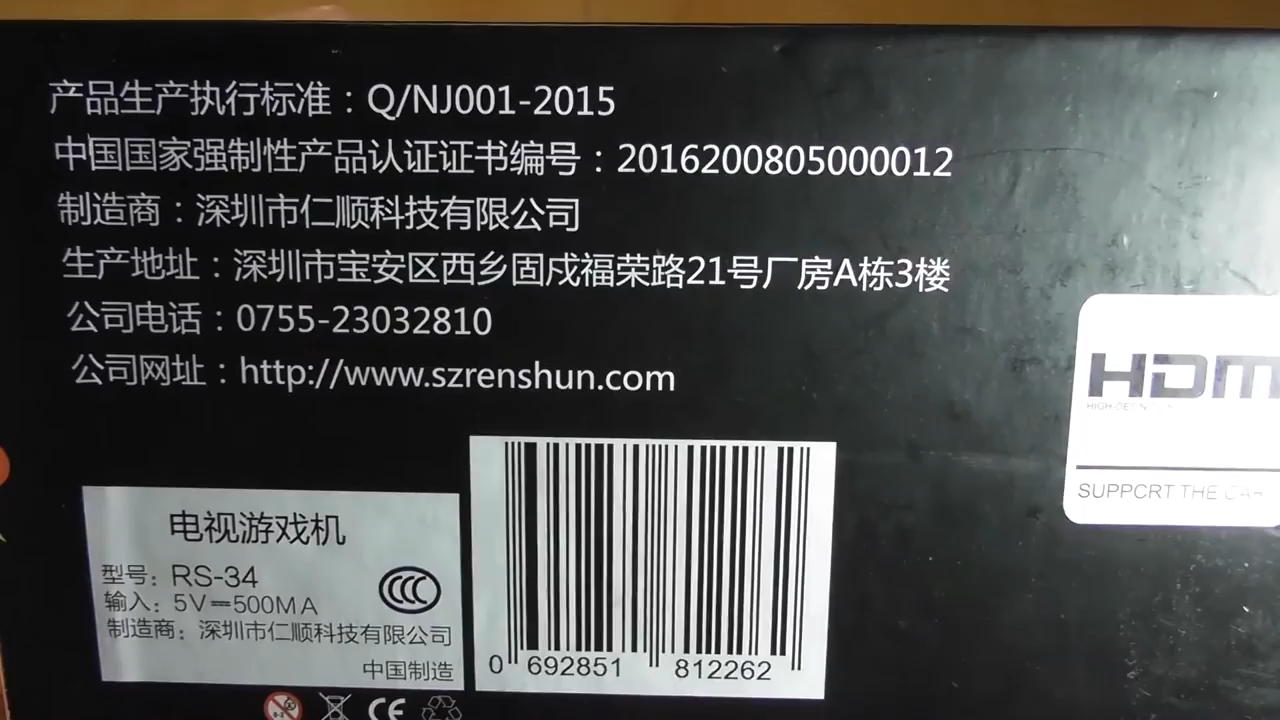 产品生产执行标准：Q/NJ001-2015
中国国家强制性产品认证证书编号：2016200805000012
制造商：深圳市仁顺科技有限公司
生产地址：深圳市宝安区西乡固戍福荣路21号厂房A栋3楼
公司电话：0755-23032810
公司网址：http://www.szrenshun.com
HDM
SUPPCRT THE CAR
电视游戏机
型号：RS-34
输入：5V⎓500MA
制造商：深圳市仁顺科技有限公司
中国制造
CCC
0 692851 812262
CE